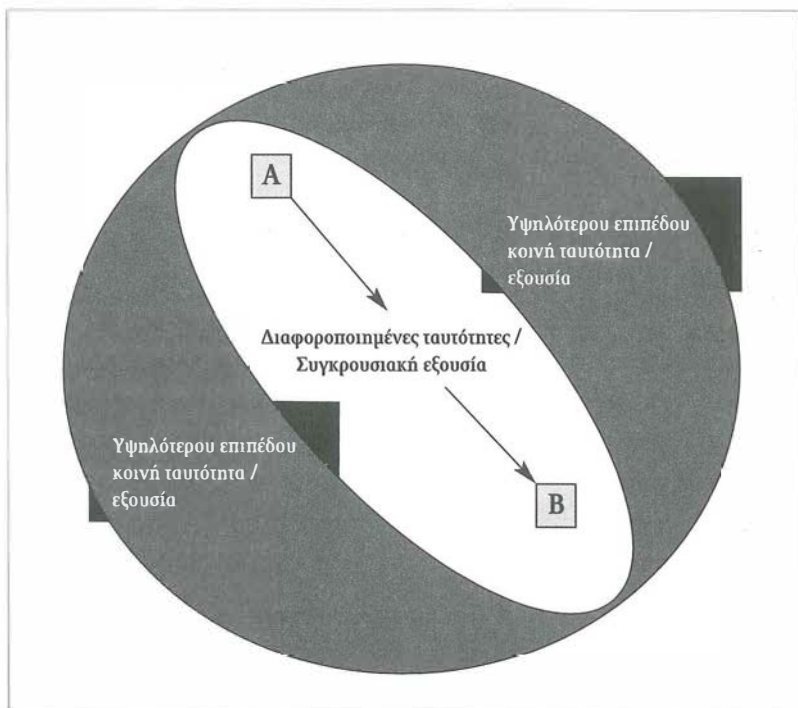 A
Υψηλότερου επιπέδου
κοινή ταυτότητα /
εξουσία
Διαφοροποιημένες ταυτότητες /
Συγκρουσιακή εξουσία
Υψηλότερου επιπέδου
κοινή ταυτότητα /
εξουσία
B